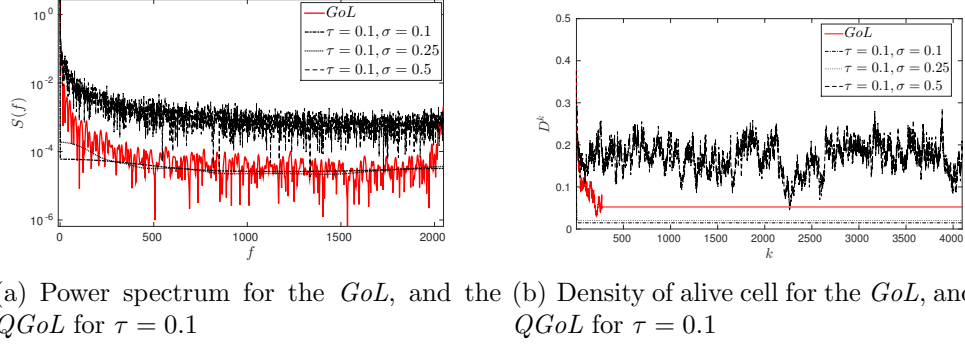 10^0
10^-2
10^-4
10^-6
S(f)
0 500 1000 1500 2000
f
GoL
τ = 0.1, σ = 0.1
τ = 0.1, σ = 0.25
τ = 0.1, σ = 0.5
0.5
0.4
0.3
0.2
0.1
0
D^k
500 1000 1500 2000 2500 3000 3500 4000
k
GoL
τ = 0.1, σ = 0.1
τ = 0.1, σ = 0.25
τ = 0.1, σ = 0.5
(a) Power spectrum for the GoL, and the
QGoL for τ = 0.1
(b) Density of alive cell for the GoL, and
QGoL for τ = 0.1